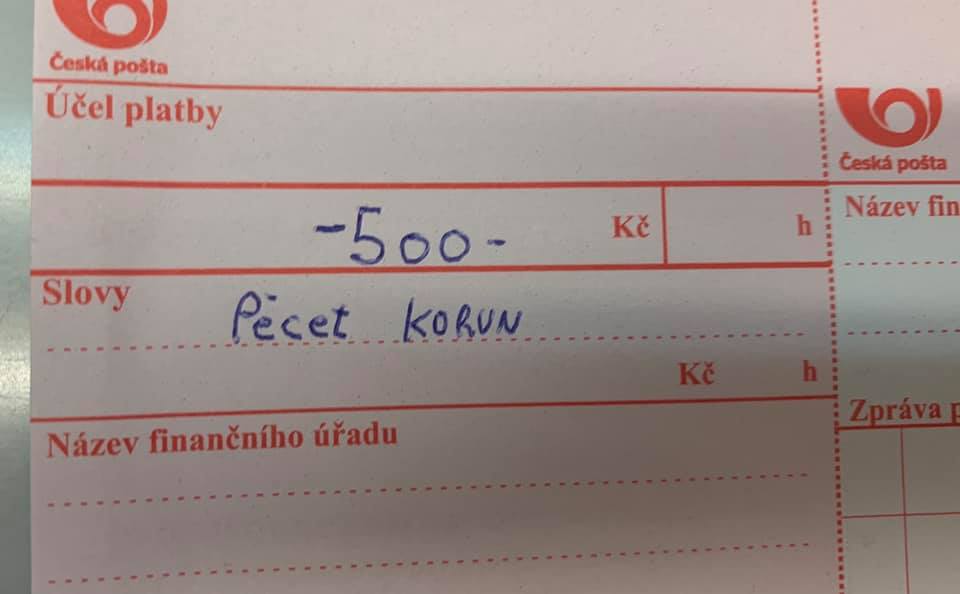 Česká pošta
Účel platby
-500- Kč h
Slovy Pěcet KORUN
Kč h
Název finančního úřadu
Česká pošta
Název fin
Zpráva p